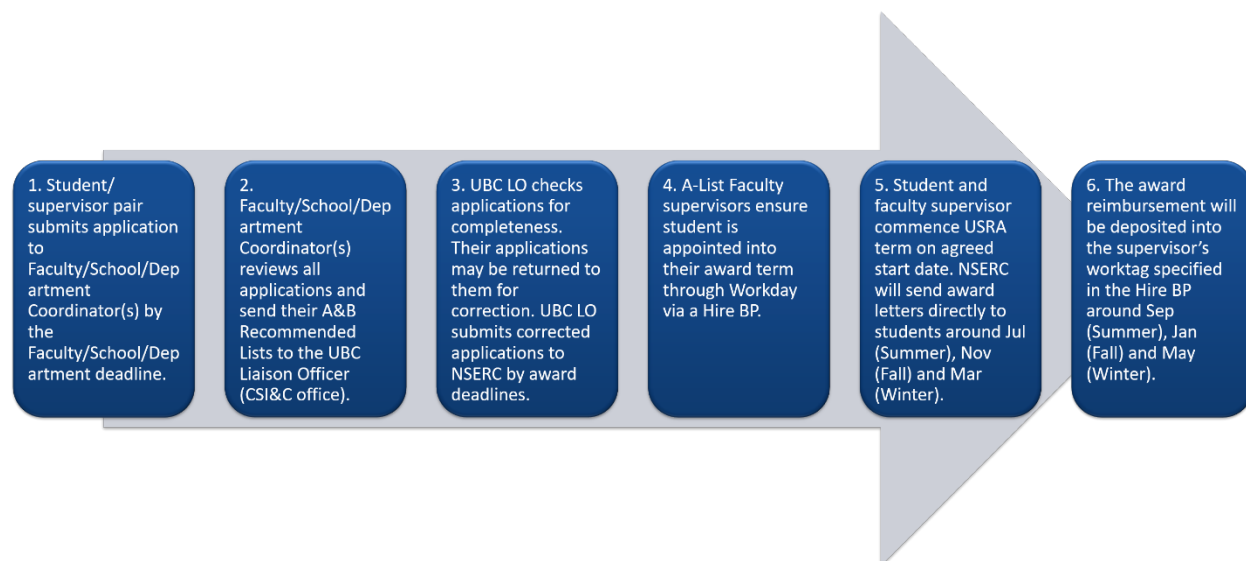 1. Student/
supervisor pair
submits application
to
Faculty/School/Dep
artment
Coordinator(s) by
the
Faculty/School/Dep
artment deadline.
2.
Faculty/School/Dep
artment
Coordinator(s)
reviews all
applications and
send their A&B
Recommended
Lists to the UBC
Liaison Officer
(CSI&C office).
3. UBC LO checks
applications for
completeness.
Their applications
may be returned to
them for
correction. UBC LO
submits corrected
applications to
NSERC by award
deadlines.
4. A-List Faculty
supervisors ensure
student is
appointed into
their award term
through Workday
via a Hire BP.
5. Student and
faculty supervisor
commence USRA
term on agreed
start date. NSERC
will send award
letters directly to
students around Jul
(Summer), Nov
(Fall) and Mar
(Winter).
6. The award
reimbursement will
be deposited into
the supervisor’s
worktag specified
in the Hire BP
around Sep
(Summer), Jan
(Fall) and May
(Winter).